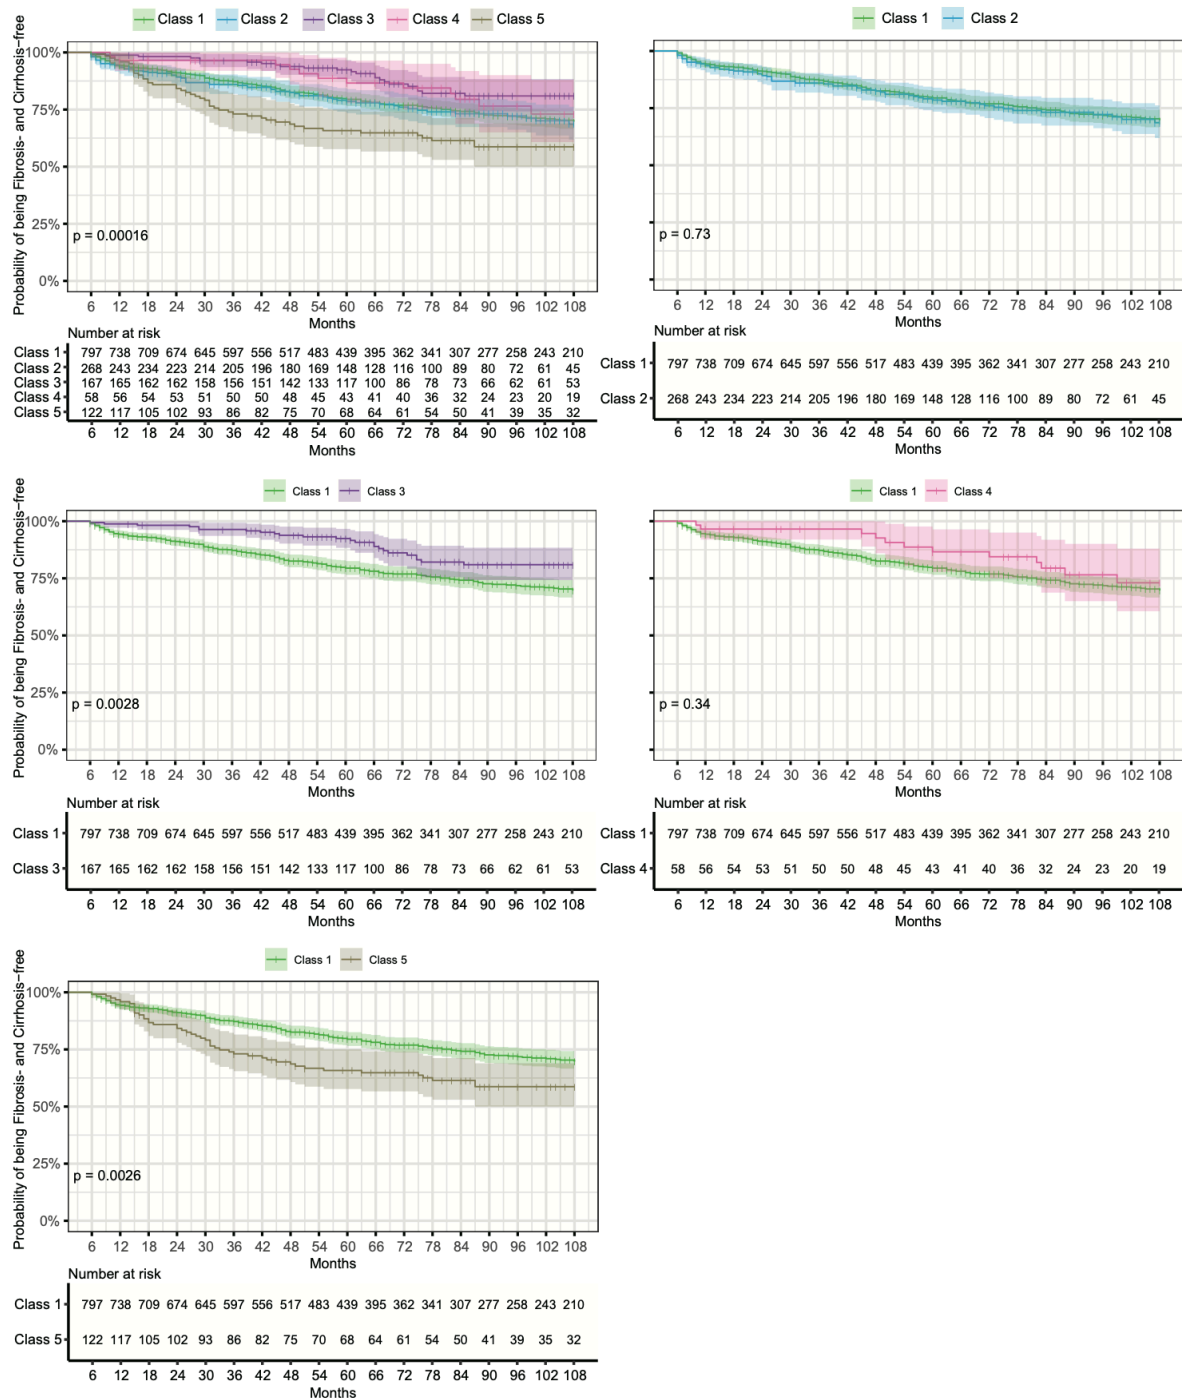 Class 1 Class 2 Class 3 Class 4 Class 5
Probability of being Fibrosis- and Cirrhosis-free
100%
75%
50%
25%
0%
p = 0.00016
6 12 18 24 30 36 42 48 54 60 66 72 78 84 90 96 102 108
Months
Number at risk
Class 1 797 738 709 674 645 597 556 517 483 439 395 362 341 307 277 258 243 210
Class 2 268 243 234 223 214 205 196 180 169 148 128 116 100 89 80 72 61 45
Class 3 167 165 162 162 158 156 151 142 133 117 100 86 78 73 66 62 61 53
Class 4 58 56 54 53 51 50 50 48 45 43 41 40 36 32 24 23 20 19
Class 5 122 117 105 102 93 86 82 75 70 68 64 61 54 50 41 39 35 32
6 12 18 24 30 36 42 48 54 60 66 72 78 84 90 96 102 108
Months
Class 1 Class 2
p = 0.73
6 12 18 24 30 36 42 48 54 60 66 72 78 84 90 96 102 108
Months
Number at risk
Class 1 797 738 709 674 645 597 556 517 483 439 395 362 341 307 277 258 243 210
Class 2 268 243 234 223 214 205 196 180 169 148 128 116 100 89 80 72 61 45
6 12 18 24 30 36 42 48 54 60 66 72 78 84 90 96 102 108
Months
Class 1 Class 3
Probability of being Fibrosis- and Cirrhosis-free
100%
75%
50%
25%
0%
p = 0.0028
6 12 18 24 30 36 42 48 54 60 66 72 78 84 90 96 102 108
Months
Number at risk
Class 1 797 738 709 674 645 597 556 517 483 439 395 362 341 307 277 258 243 210
Class 3 167 165 162 162 158 156 151 142 133 117 100 86 78 73 66 62 61 53
6 12 18 24 30 36 42 48 54 60 66 72 78 84 90 96 102 108
Months
Class 1 Class 4
p = 0.34
6 12 18 24 30 36 42 48 54 60 66 72 78 84 90 96 102 108
Months
Number at risk
Class 1 797 738 709 674 645 597 556 517 483 439 395 362 341 307 277 258 243 210
Class 4 58 56 54 53 51 50 50 48 45 43 41 40 36 32 24 23 20 19
6 12 18 24 30 36 42 48 54 60 66 72 78 84 90 96 102 108
Months
Class 1 Class 5
Probability of being Fibrosis- and Cirrhosis-free
100%
75%
50%
25%
0%
p = 0.0026
6 12 18 24 30 36 42 48 54 60 66 72 78 84 90 96 102 108
Months
Number at risk
Class 1 797 738 709 674 645 597 556 517 483 439 395 362 341 307 277 258 243 210
Class 5 122 117 105 102 93 86 82 75 70 68 64 61 54 50 41 39 35 32
6 12 18 24 30 36 42 48 54 60 66 72 78 84 90 96 102 108
Months